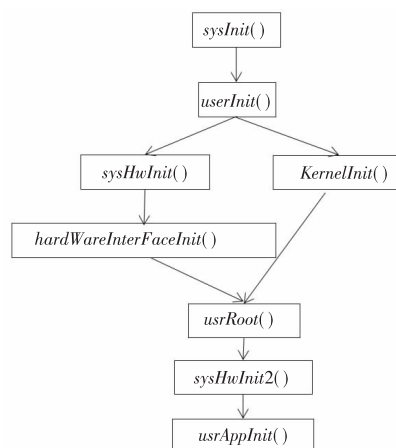 sysInit( )
userInit( )
sysHwInit( )
KernelInit( )
hardWareInterFaceInit( )
usrRoot( )
sysHwInit2( )
usrAppInit( )